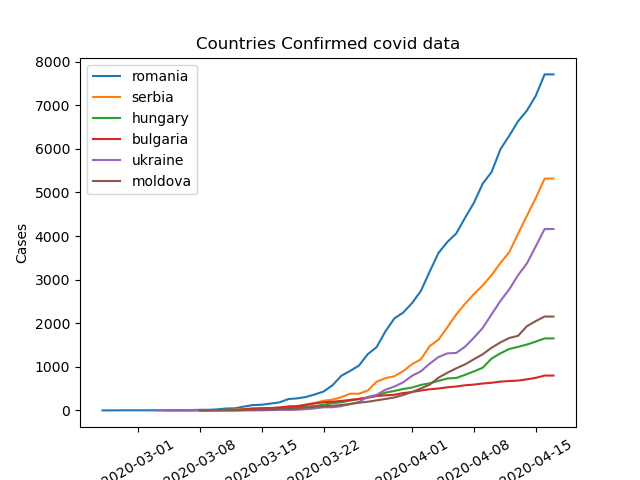 Countries Confirmed covid data
Cases
8000
7000
6000
5000
4000
3000
2000
1000
0
romania
serbia
hungary
bulgaria
ukraine
moldova
2020-03-01
2020-03-08
2020-03-15
2020-03-22
2020-04-01
2020-04-08
2020-04-15